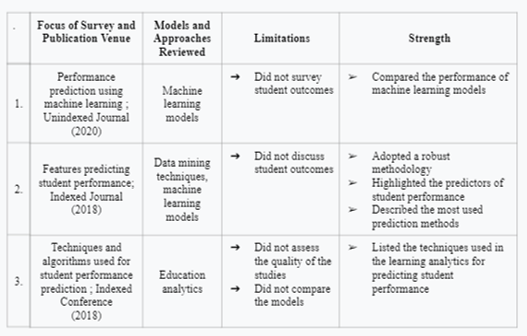 .
Focus of Survey and
Publication Venue
Models and
Approaches
Reviewed
Limitations
Strength
1.
Performance
prediction using
machine learning ;
Unindexed Journal
(2020)
Machine
learning
models
➔ Did not survey
student outcomes
➢ Compared the performance of
machine learning models
2.
Features predicting
student performance;
Indexed Journal
(2018)
Data mining
techniques,
machine
learning
models
➔ Did not discuss
student outcomes
➢ Adopted a robust
methodology
➢ Highlighted the predictors of
student performance
➢ Described the most used
prediction methods
3.
Techniques and
algorithms used for
student performance
prediction ; Indexed
Conference
(2018)
Education
analytics
➔ Did not assess
the quality of the
studies
➔ Did not compare
the models
➢ Listed the techniques used in
the learning analytics for
predicting student
performance